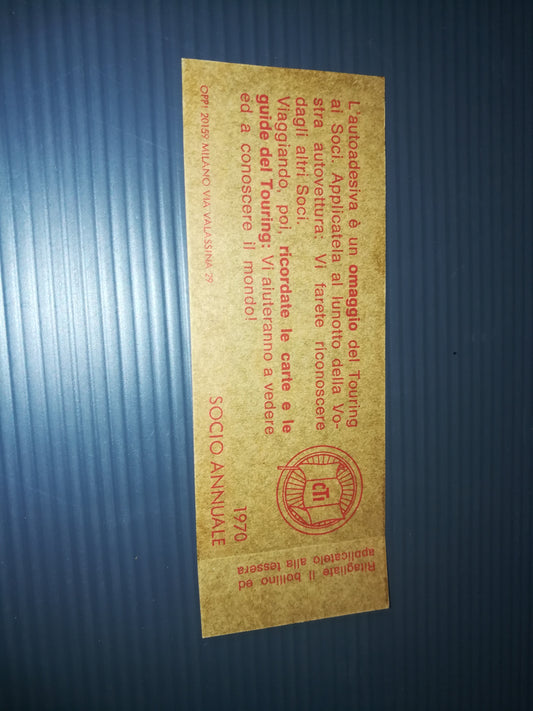 L'autoadesiva è un omaggio del Touring
ai Soci. Applicatela al lunotto della Vo-
stra autovettura: Vi farete riconoscere
dagli altri Soci.
Viaggiando, poi, ricordate le carte e le
guide del Touring: Vi aiuteranno a vedere
ed a conoscere il mondo!
OPPI 20159 MILANO VIA VALASSINA 29
cTi
1970
SOCIO ANNUALE
Ritagliate il bollino ed
applicatelo alla tessera